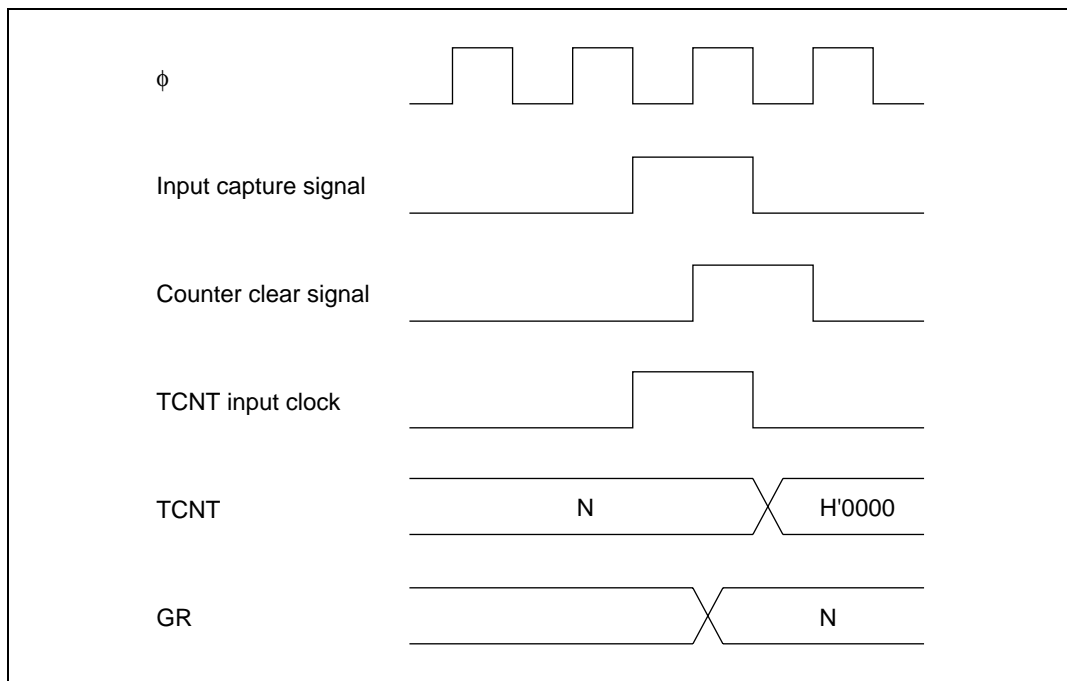 ϕ
Input capture signal
Counter clear signal
TCNT input clock
TCNT
N
H'0000
GR
N